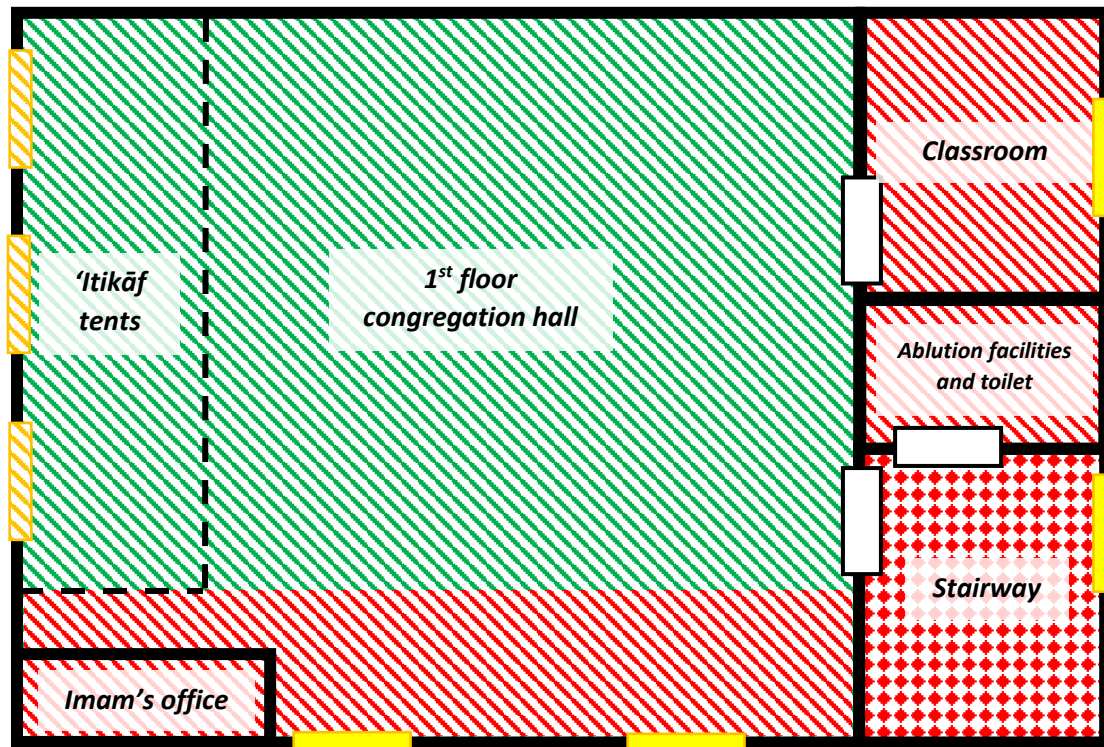 Classroom
‘Itikāf
tents
1st floor
congregation hall
Ablution facilities
and toilet
Stairway
Imam’s office